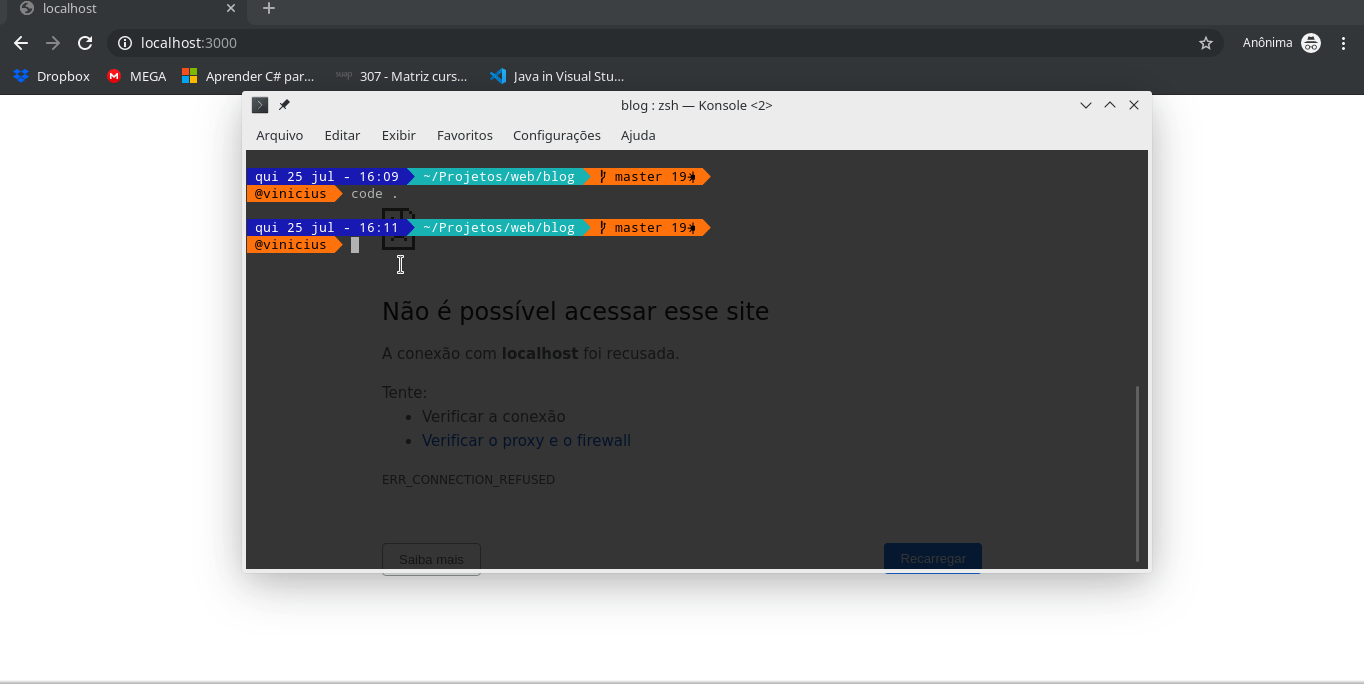 localhost
localhost:3000
Anônima
Dropbox MEGA Aprender C# par... 307 - Matriz curs... Java in Visual Stu...
blog : zsh — Konsole <2>
Arquivo Editar Exibir Favoritos Configurações Ajuda
qui 25 jul - 16:09 ~/Projetos/web/blog master 19
@vinicius code .
qui 25 jul - 16:11 ~/Projetos/web/blog master 19
@vinicius
Não é possível acessar esse site
A conexão com localhost foi recusada.
Tente:
Verificar a conexão
Verificar o proxy e o firewall
ERR_CONNECTION_REFUSED
Saiba mais Recarregar